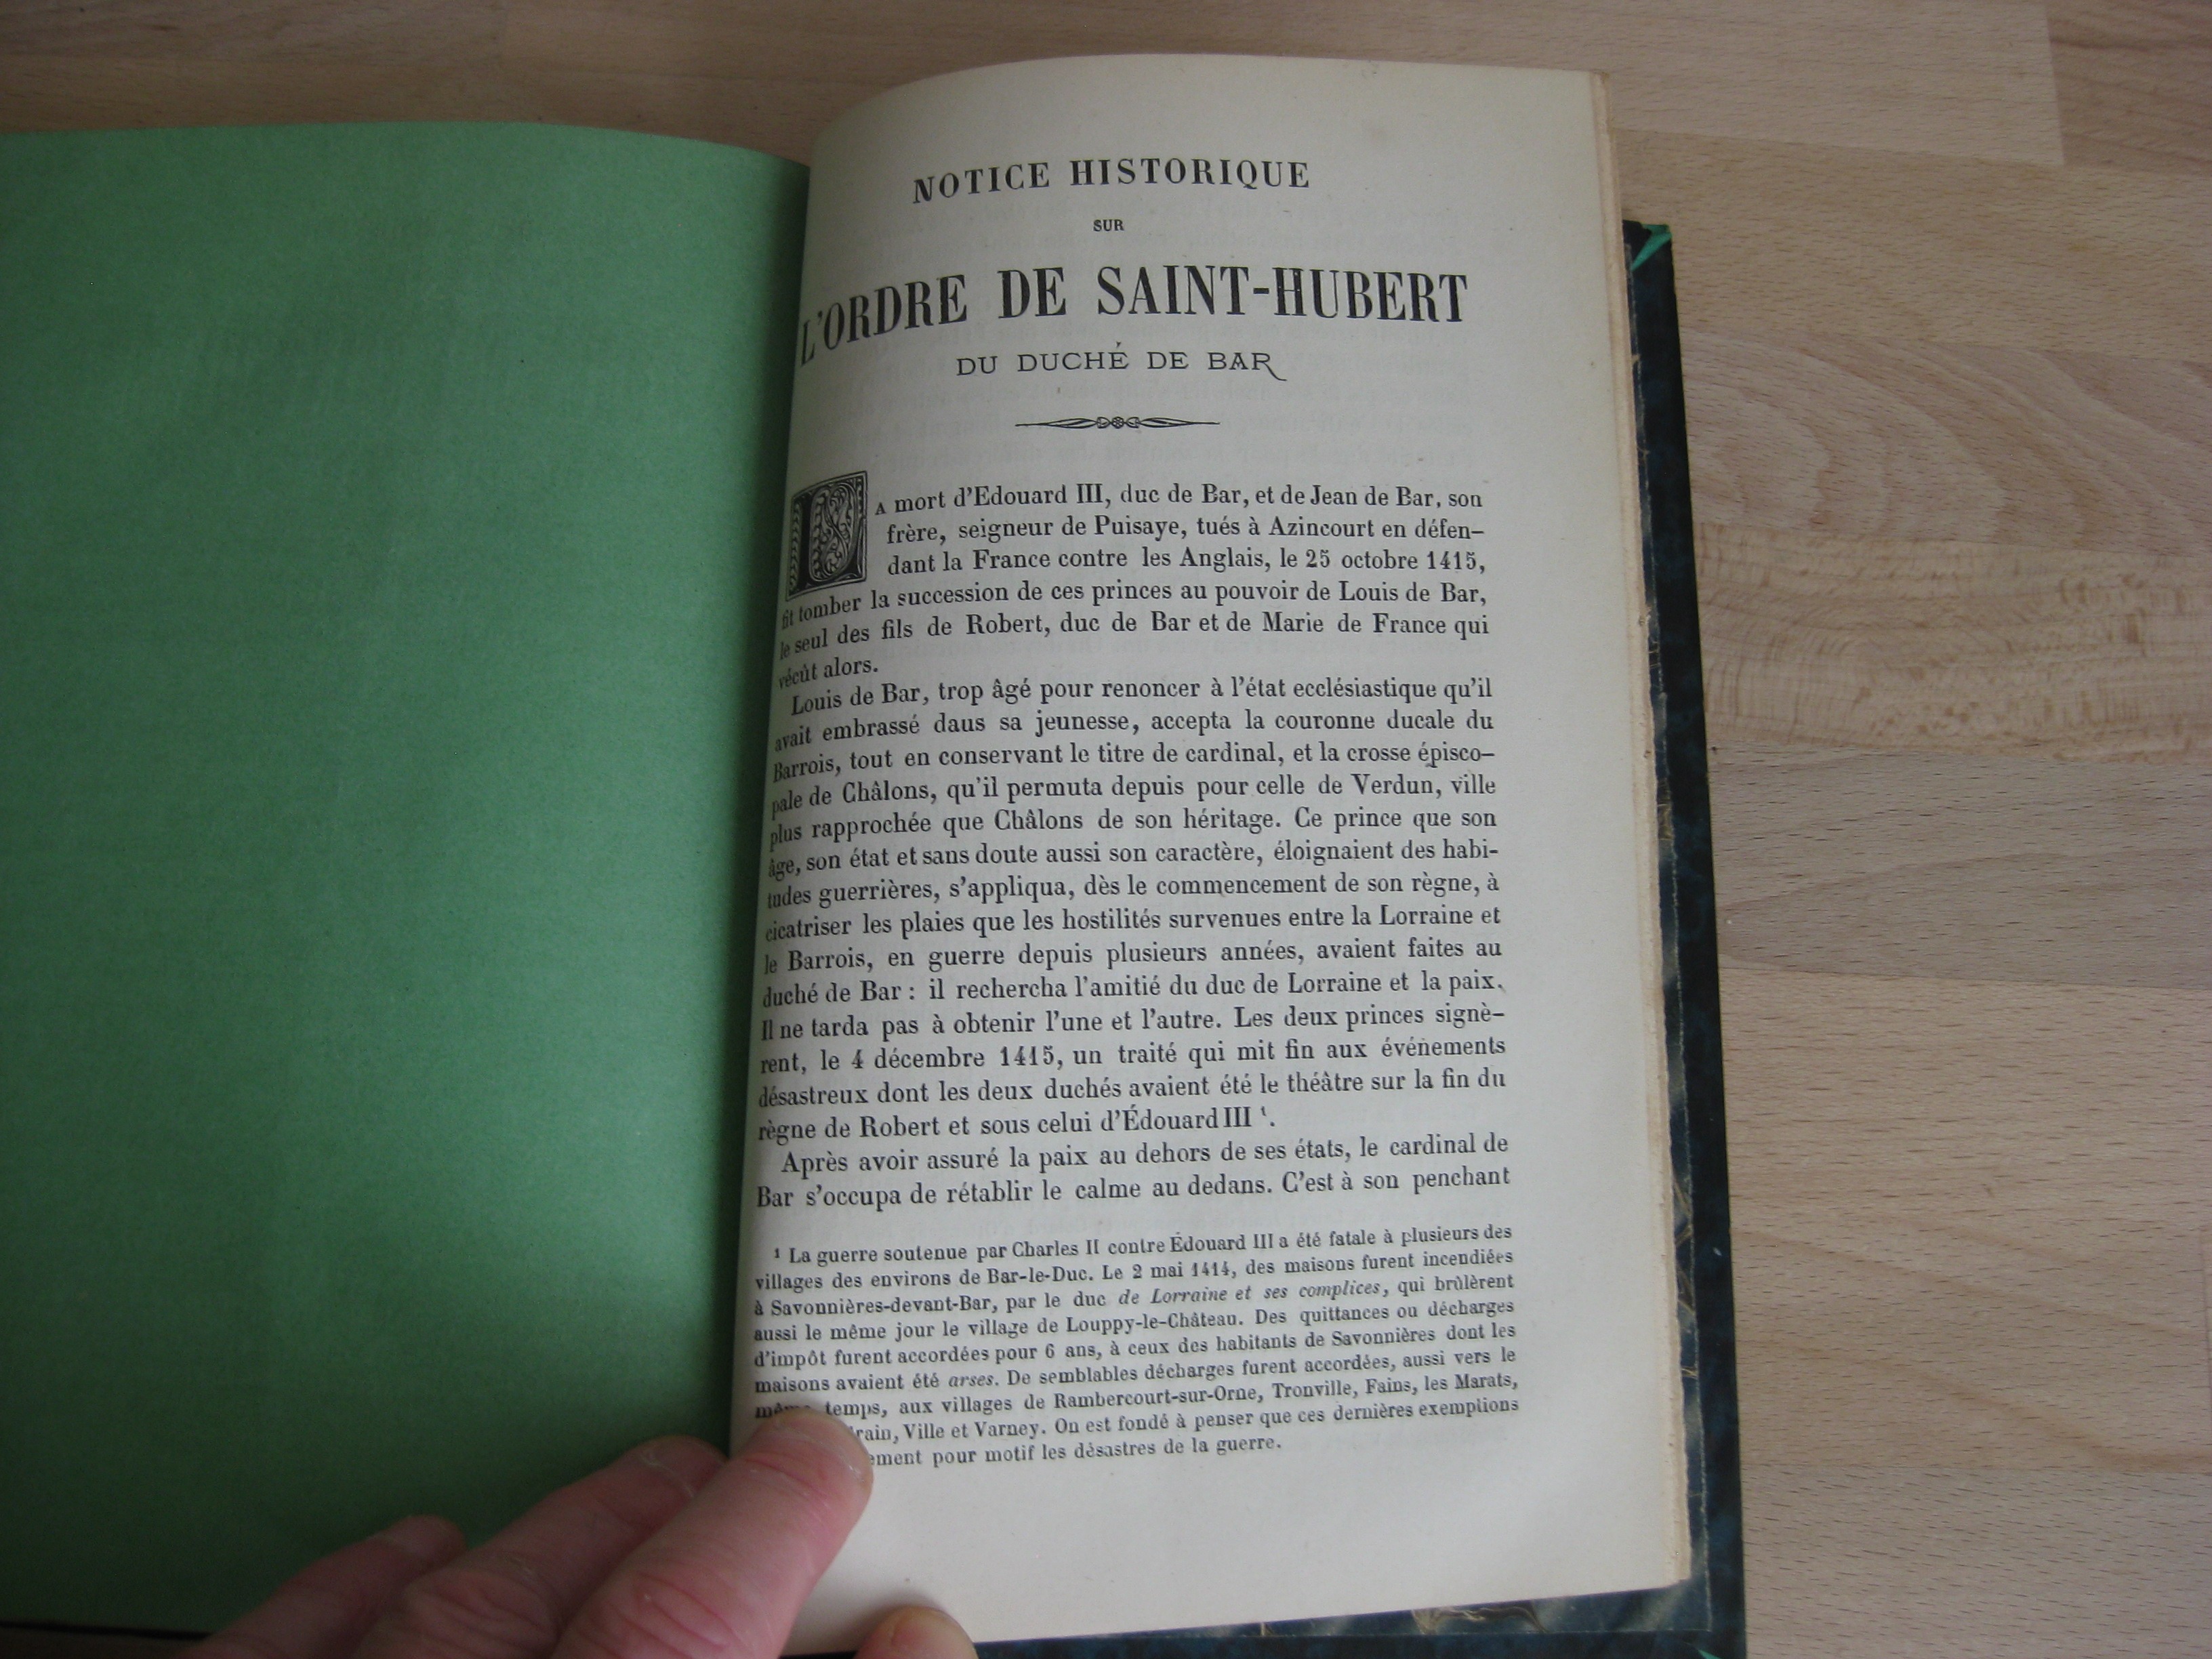 NOTICE HISTORIQUE
SUR
L'ORDRE DE SAINT-HUBERT
DU DUCHÉ DE BAR
LA mort d'Edouard III, duc de Bar, et de Jean de Bar, son
frère, seigneur de Puisaye, tués à Azincourt en défen-
dant la France contre les Anglais, le 25 octobre 1415,
fit tomber la succession de ces princes au pouvoir de Louis de Bar,
le seul des fils de Robert, duc de Bar et de Marie de France qui
vécùt alors.
Louis de Bar, trop âgé pour renoncer à l'état ecclésiastique qu'il
avait embrassé daus sa jeunesse, accepta la couronne ducale du
Barrois, tout en conservant le titre de cardinal, et la crosse épisco-
pale de Châlons, qu'il permuta depuis pour celle de Verdun, ville
plus rapprochée que Châlons de son héritage. Ce prince que son
âge, son état et sans doute aussi son caractère, éloignaient des habi-
tudes guerrières, s'appliqua, dès le commencement de son règne, à
cicatriser les plaies que les hostilités survenues entre la Lorraine et
le Barrois, en guerre depuis plusieurs années, avaient faites au
duché de Bar : il rechercha l'amitié du duc de Lorraine et la paix.
Il ne tarda pas à obtenir l'une et l'autre. Les deux princes signè-
rent, le 4 décembre 1415, un traité qui mit fin aux événements
désastreux dont les deux duchés avaient été le théâtre sur la fin du
règne de Robert et sous celui d'Édouard III ¹.
Après avoir assuré la paix au dehors de ses états, le cardinal de
Bar s'occupa de rétablir le calme au dedans. C'est à son penchant
¹ La guerre soutenue par Charles II contre Édouard III a été fatale à plusieurs des
villages des environs de Bar-le-Duc. Le 2 mai 1414, des maisons furent incendiées
à Savonnières-devant-Bar, par le duc de Lorraine et ses complices, qui brûlèrent
aussi le même jour le village de Louppy-le-Château. Des quittances ou décharges
d'impôt furent accordées pour 6 ans, à ceux des habitants de Savonnières dont les
maisons avaient été arses. De semblables décharges furent accordées, aussi vers le
même temps, aux villages de Rambercourt-sur-Orne, Tronville, Fains, les Marats,
rain, Ville et Varney. On est fondé à penser que ces dernières exemptions
ement pour motif les désastres de la guerre.